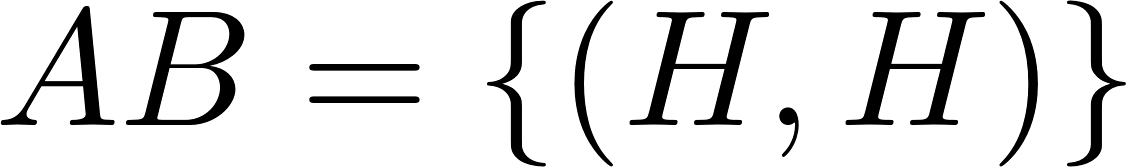 AB = {(H, H)}